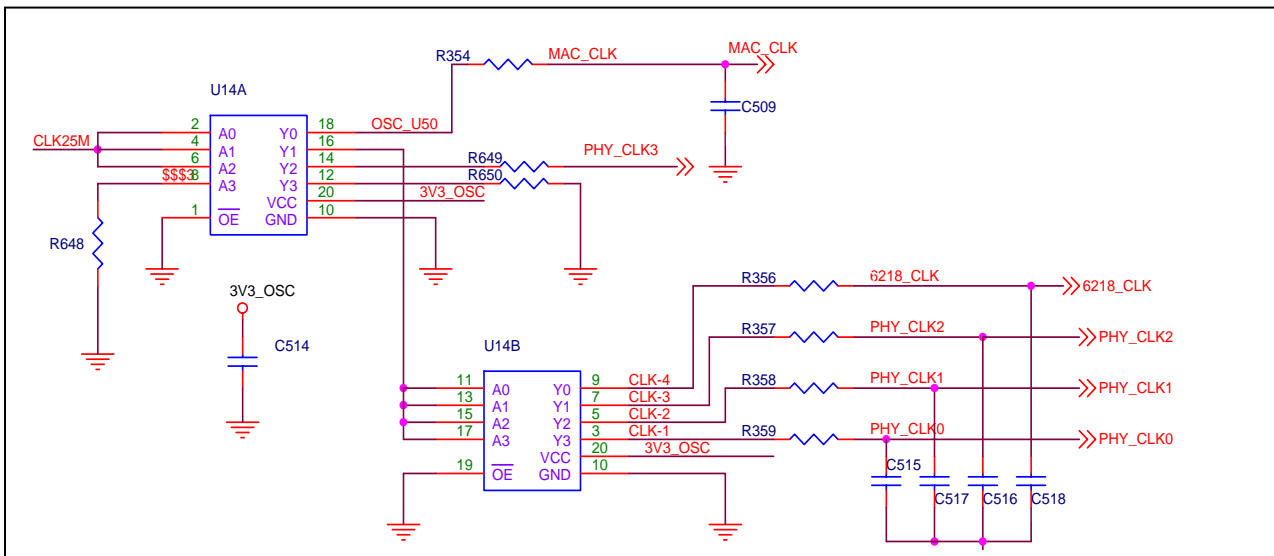 R354 MAC_CLK MAC_CLK
U14A
C509
2 A0 Y0 18 OSC_U50
CLK25M 4 A1 Y1 16
6 A2 Y2 14 R649 PHY_CLK3
$$$3 8 A3 Y3 12 R650
VCC 20 3V3_OSC
1 OE GND 10
R648
3V3_OSC
C514
R356 6218_CLK 6218_CLK
R357 PHY_CLK2 PHY_CLK2
U14B
11 A0 Y0 9 CLK-4 R358 PHY_CLK1 PHY_CLK1
13 A1 Y1 7 CLK-3
15 A2 Y2 5 CLK-2
17 A3 Y3 3 CLK-1 R359 PHY_CLK0 PHY_CLK0
VCC 20 3V3_OSC
19 OE GND 10
C515
C517 C516 C518